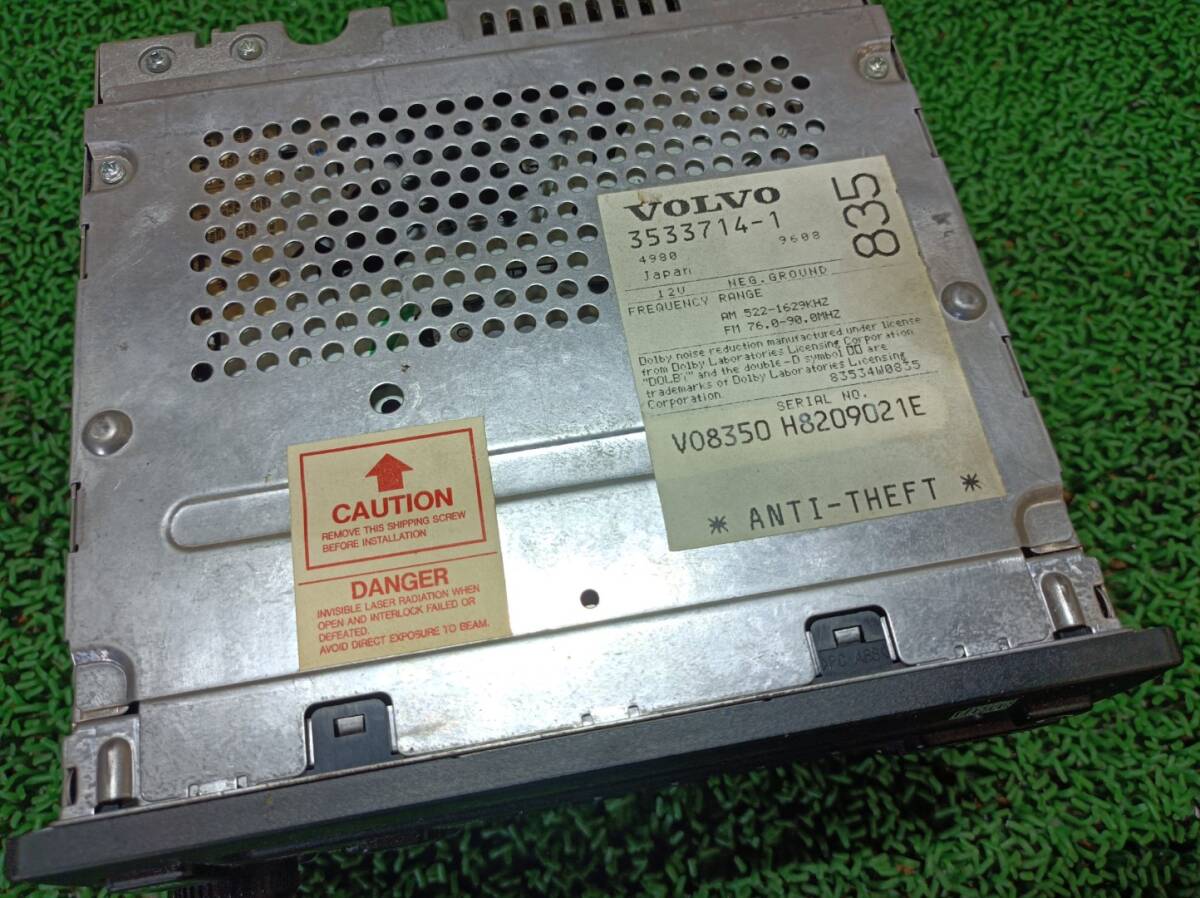 VOLVO
3533714-1
835
4980
9608
Japan
12V NEG.GROUND
FREQUENCY RANGE
AM 522-1629KHZ
FM 76.0-90.0MHZ
Dolby noise reduction manufactured under license
from Dolby Laboratories Licensing Corporation
"DOLBY" and the double-D symbol are
trademarks of Dolby Laboratories Licensing
Corporation.
83534W0835
SERIAL NO.
V08350 H8209021E
* ANTI-THEFT *
CAUTION
REMOVE THIS SHIPPING SCREW
BEFORE INSTALLATION
DANGER
INVISIBLE LASER RADIATION WHEN
OPEN AND INTERLOCK FAILED OR
DEFEATED.
AVOID DIRECT EXPOSURE TO BEAM.